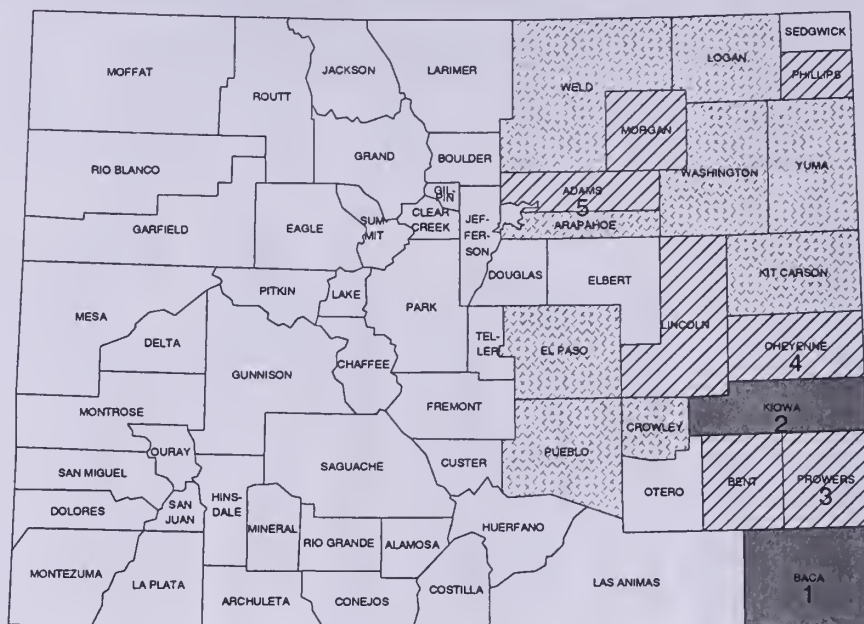 SEDGWICK
MOFFAT
ROUTT
JACKSON
LARIMER
WELD
LOGAN
PHILLIPS
MORGAN
GRAND
BOULDER
RIO BLANCO
WASHINGTON
YUMA
GIL-
PIN
ADAMS
5
CLEAR
CREEK
JEF-
FER-
SON
GARFIELD
EAGLE
SUM-
MIT
ARAPAHOE
DOUGLAS
ELBERT
KIT CARSON
PITKIN
LAKE
PARK
MESA
LINCOLN
DELTA
TEL-
LER
EL PASO
CHEYENNE
4
GUNNISON
CHAFFEE
MONTROSE
FREMONT
KIOWA
2
CROWLEY
OURAY
SAGUACHE
CUSTER
PUEBLO
SAN MIGUEL
BENT
PROWERS
3
OTERO
DOLORES
SAN
JUAN
HINS-
DALE
MINERAL
RIO GRANDE
ALAMOSA
HUERFANO
MONTEZUMA
LA PLATA
ARCHULETA
CONEJOS
COSTILLA
LAS ANIMAS
BACA
1